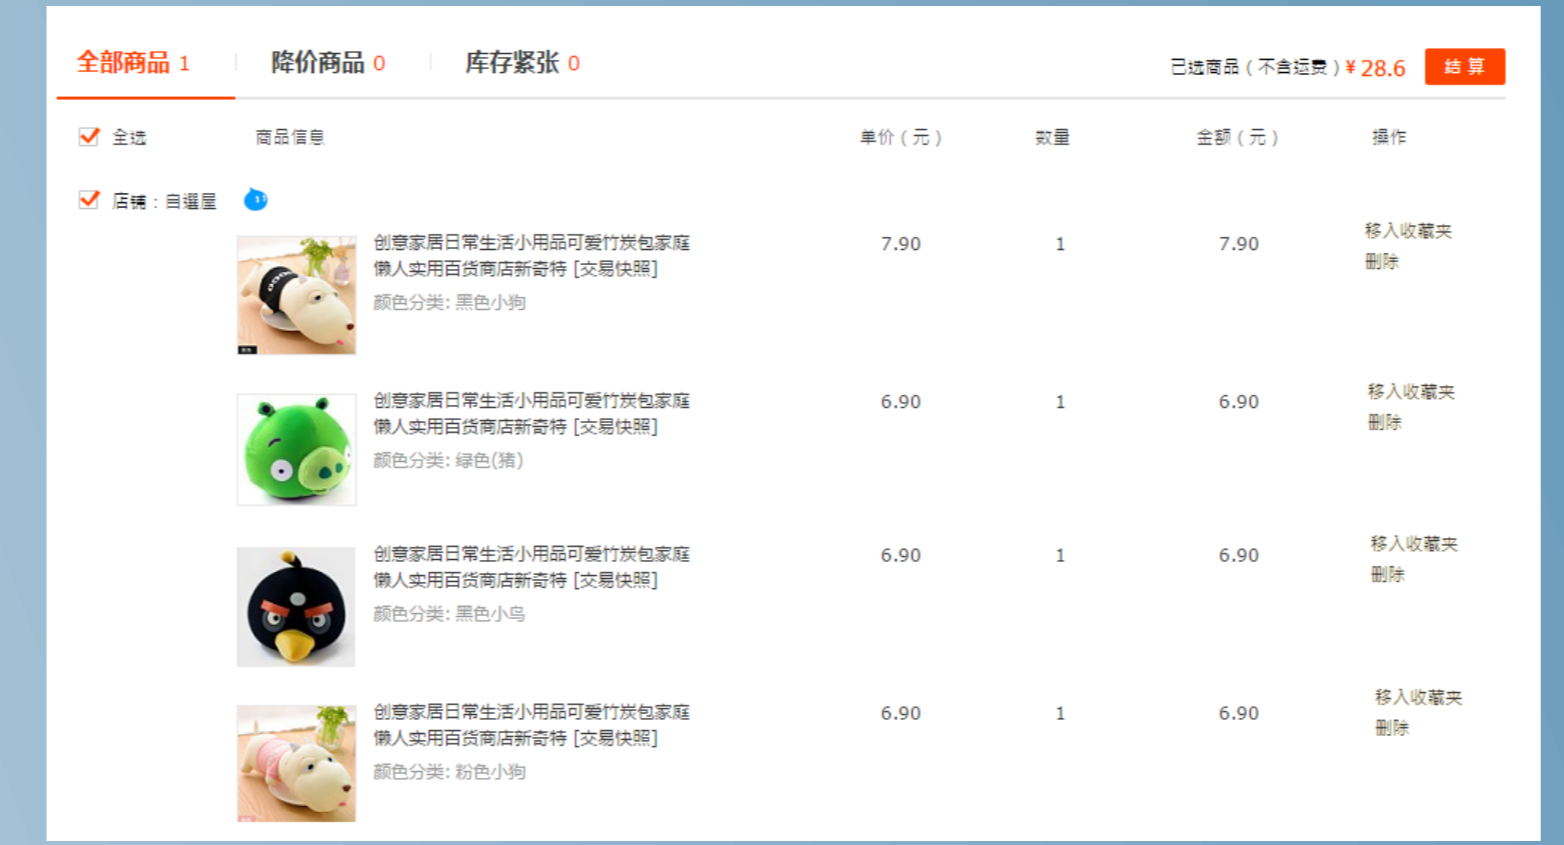 全部商品 1
降价商品 0
库存紧张 0
已选商品（不含运费）¥ 28.6
结 算
全选
商品信息
单价（元）
数量
金额（元）
操作
店铺：自選屋
创意家居日常生活小用品可爱竹炭包家庭
懒人实用百货商店新奇特 [交易快照]
颜色分类: 黑色小狗
7.90
1
7.90
移入收藏夹
删除
创意家居日常生活小用品可爱竹炭包家庭
懒人实用百货商店新奇特 [交易快照]
颜色分类: 绿色(猪)
6.90
1
6.90
移入收藏夹
删除
创意家居日常生活小用品可爱竹炭包家庭
懒人实用百货商店新奇特 [交易快照]
颜色分类: 黑色小鸟
6.90
1
6.90
移入收藏夹
删除
创意家居日常生活小用品可爱竹炭包家庭
懒人实用百货商店新奇特 [交易快照]
颜色分类: 粉色小狗
6.90
1
6.90
移入收藏夹
删除